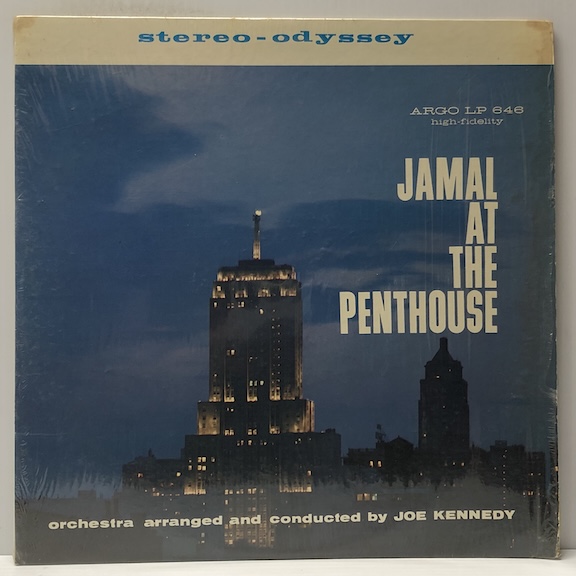 stereo-odyssey
ARGO LP 646
high-fidelity
JAMAL
AT
THE
PENTHOUSE
orchestra arranged and conducted by JOE KENNEDY